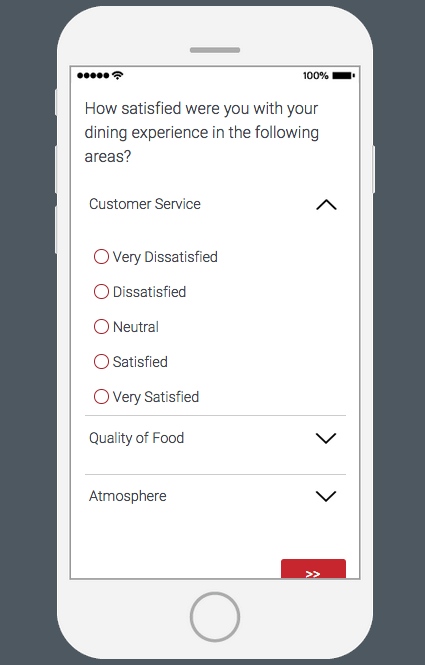 100%
How satisfied were you with your
dining experience in the following
areas?
Customer Service
Very Dissatisfied
Dissatisfied
Neutral
Satisfied
Very Satisfied
Quality of Food
Atmosphere
>>